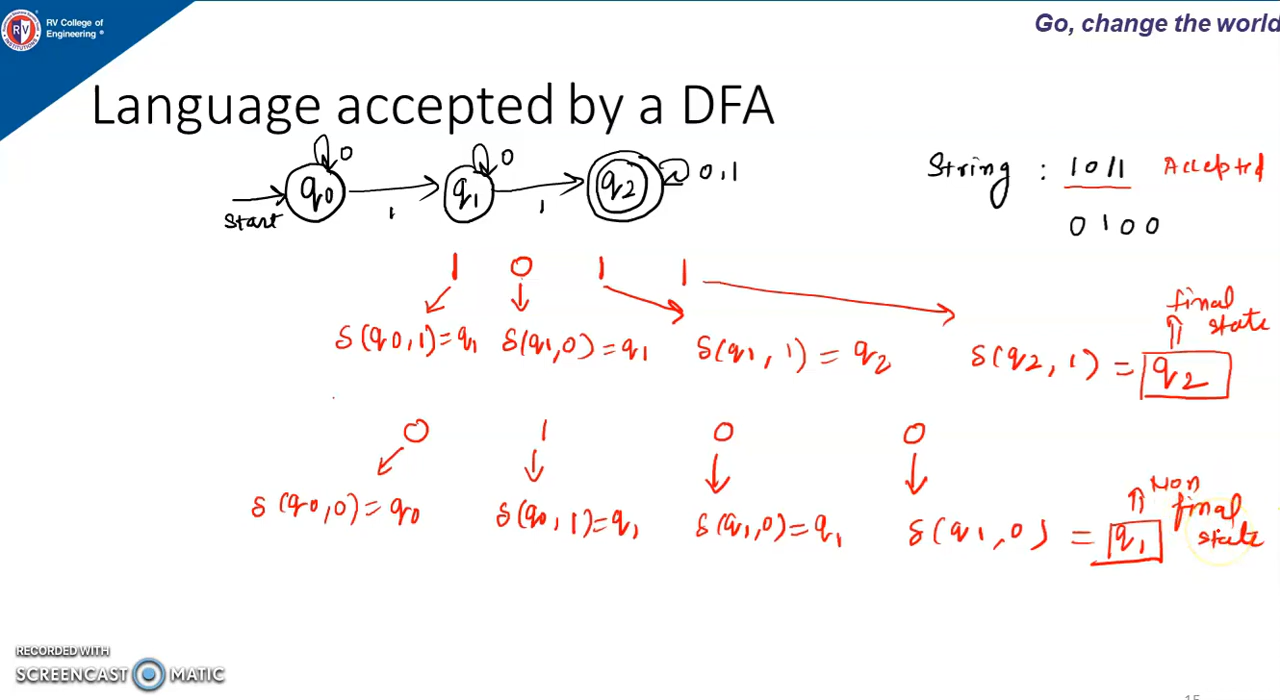 RV College of
Engineering ®
Go, change the world
Language accepted by a DFA
0 0 0,1
q0 q1 q2
Start 1 1
String : 1011 Accepted
0100
1 0 1 1
δ(q0,1)=q1 δ(q1,0)=q1 δ(q1,1)=q2 δ(q2,1)=q2
final
state
0 1 0 0
δ(q0,0)=q0 δ(q0,1)=q1 δ(q1,0)=q1 δ(q1,0)=q1
Non
final
state
RECORDED WITH
SCREENCAST MATIC
15